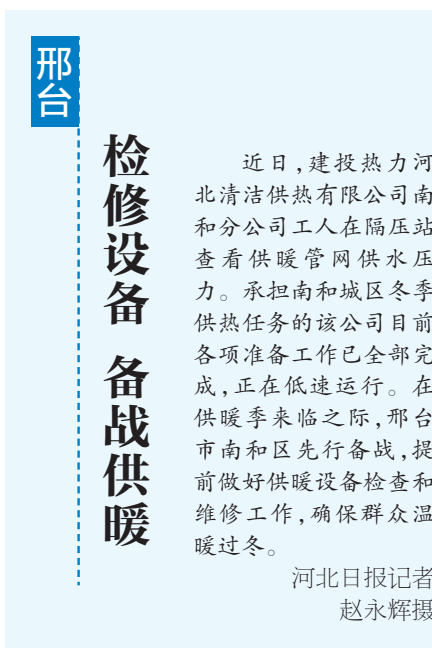 邢台
检修设备 备战供暖
近日,建投热力河
北清洁供热有限公司南
和分公司工人在隔压站
查看供暖管网供水压
力。承担南和城区冬季
供热任务的该公司目前
各项准备工作已全部完
成,正在低速运行。在
供暖季来临之际,邢台
市南和区先行备战,提
前做好供暖设备检查和
维修工作,确保群众温
暖过冬。
河北日报记者
赵永辉摄